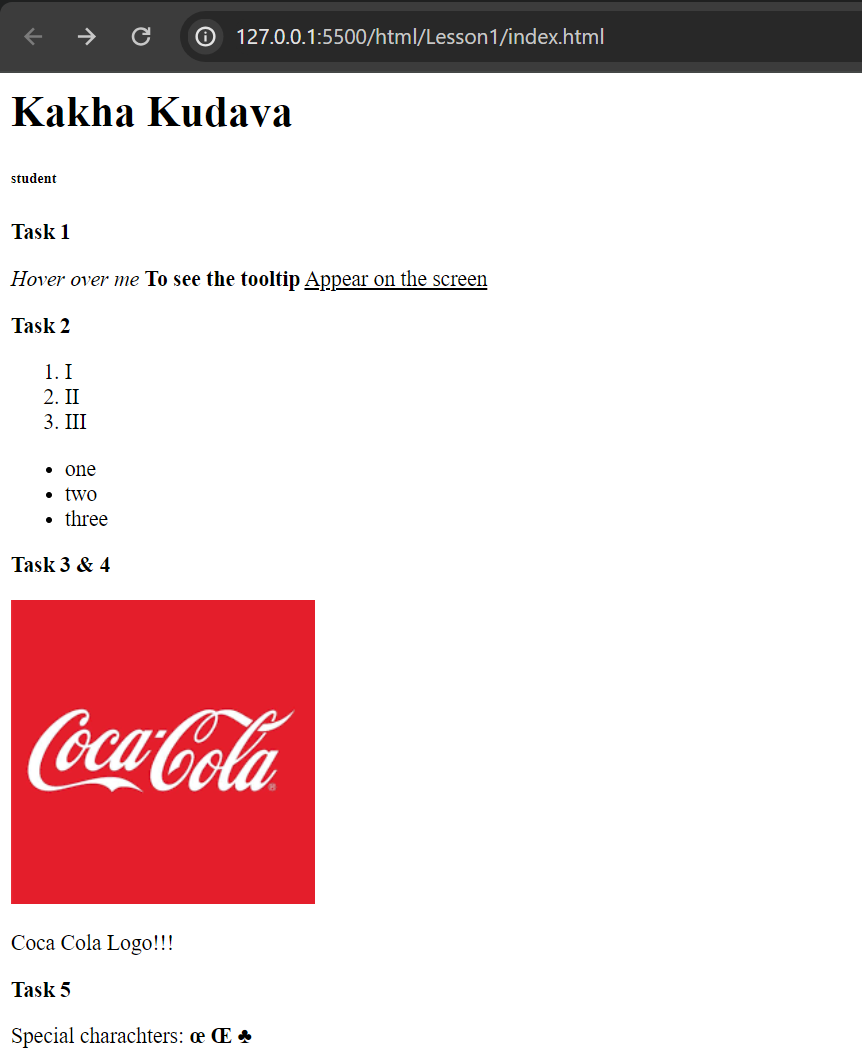 127.0.0.1:5500/html/Lesson1/index.html
Kakha Kudava
student
Task 1
Hover over me To see the tooltip Appear on the screen
Task 2
1. I
2. II
3. III
• one
• two
• three
Task 3 & 4
Coca-Cola®
Coca Cola Logo!!!
Task 5
Special charachters: œ Œ ♣